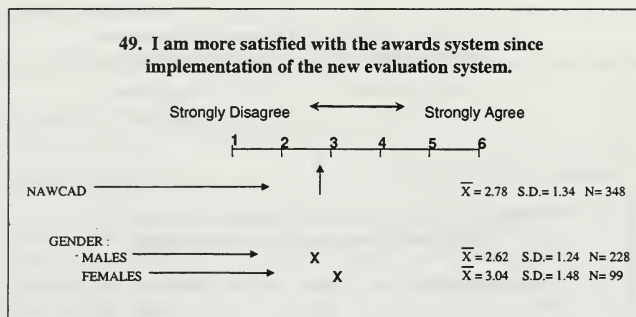 49. I am more satisfied with the awards system since
implementation of the new evaluation system.
Strongly Disagree Strongly Agree
1 2 3 4 5 6
NAWCAD X̅ = 2.78 S.D.= 1.34 N= 348
GENDER :
MALES X X̅ = 2.62 S.D.= 1.24 N= 228
FEMALES X X̅ = 3.04 S.D.= 1.48 N= 99